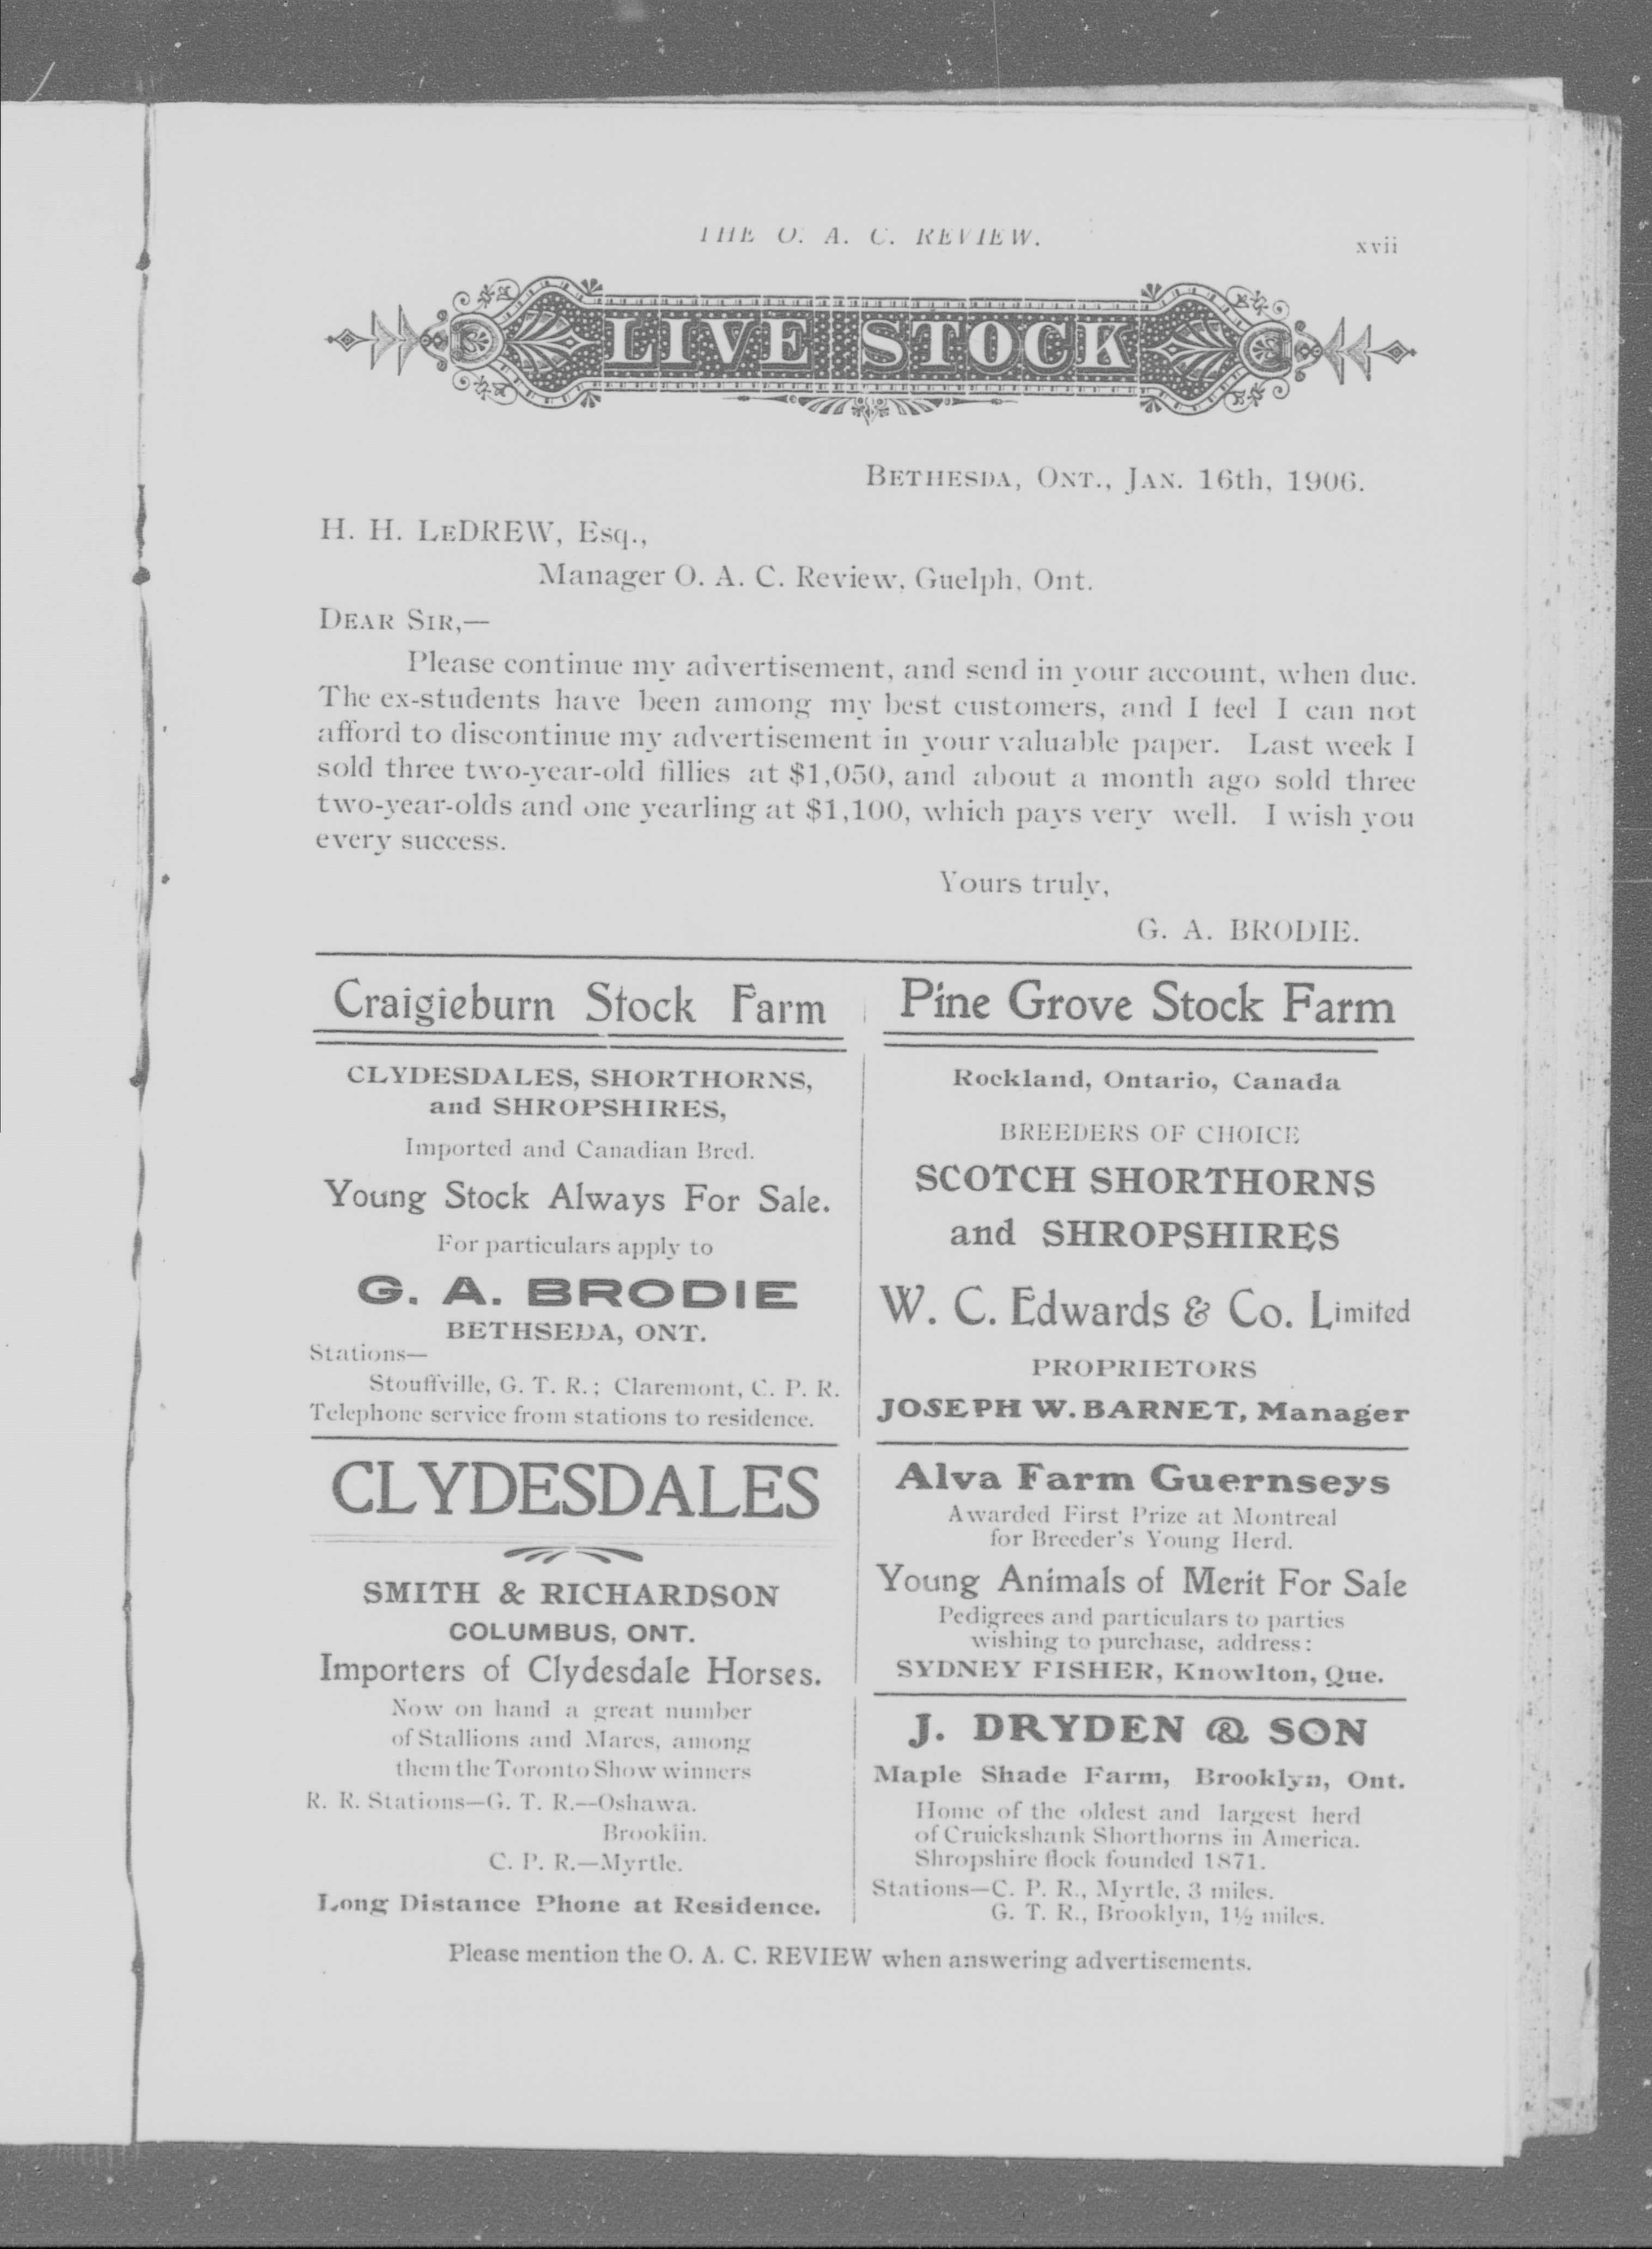 THE O. A. C. REVIEW.
xvii
LIVE STOCK
BETHESDA, ONT., JAN. 16th, 1906.
H. H. LEDREW, Esq.,
Manager O. A. C. Review, Guelph, Ont.
DEAR SIR,—
Please continue my advertisement, and send in your account, when due.
The ex-students have been among my best customers, and I feel I can not
afford to discontinue my advertisement in your valuable paper. Last week I
sold three two-year-old fillies at $1,050, and about a month ago sold three
two-year-olds and one yearling at $1,100, which pays very well. I wish you
every success.
Yours truly,
G. A. BRODIE.
Craigieburn Stock Farm
CLYDESDALES, SHORTHORNS,
and SHROPSHIRES,
Imported and Canadian Bred.
Young Stock Always For Sale.
For particulars apply to
G. A. BRODIE
BETHSEDA, ONT.
Stations—
Stouffville, G. T. R.; Claremont, C. P. R.
Telephone service from stations to residence.
CLYDESDALES
SMITH & RICHARDSON
COLUMBUS, ONT.
Importers of Clydesdale Horses.
Now on hand a great number
of Stallions and Mares, among
them the Toronto Show winners
R. R. Stations—G. T. R.—Oshawa.
Brooklin.
C. P. R.—Myrtle.
Long Distance Phone at Residence.
Pine Grove Stock Farm
Rockland, Ontario, Canada
BREEDERS OF CHOICE
SCOTCH SHORTHORNS
and SHROPSHIRES
W. C. Edwards & Co. Limited
PROPRIETORS
JOSEPH W. BARNET, Manager
Alva Farm Guernseys
Awarded First Prize at Montreal
for Breeder's Young Herd.
Young Animals of Merit For Sale
Pedigrees and particulars to parties
wishing to purchase, address:
SYDNEY FISHER, Knowlton, Que.
J. DRYDEN & SON
Maple Shade Farm, Brooklyn, Ont.
Home of the oldest and largest herd
of Cruickshank Shorthorns in America.
Shropshire flock founded 1871.
Stations—C. P. R., Myrtle, 3 miles.
G. T. R., Brooklyn, 1½ miles.
Please mention the O. A. C. REVIEW when answering advertisements.